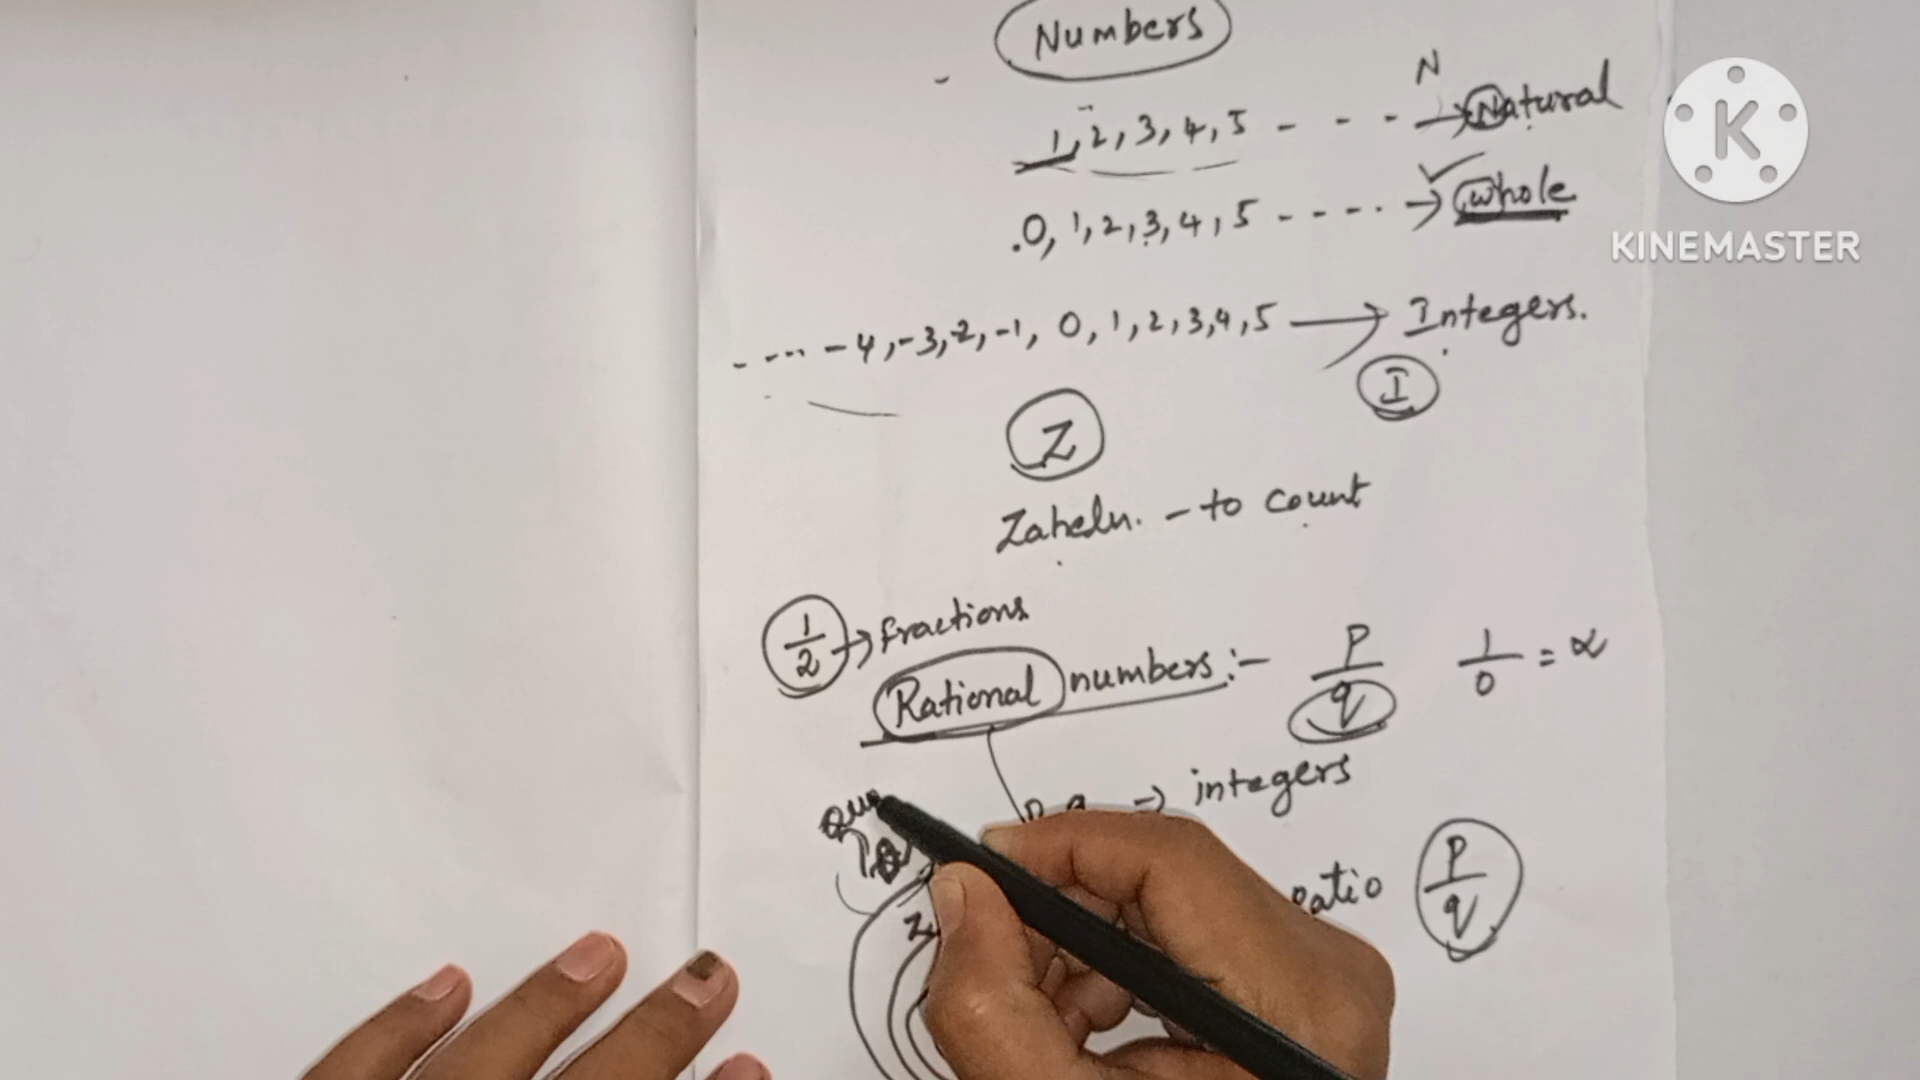 Numbers
N
1, 2, 3, 4, 5 - - - → Natural
0, 1, 2, 3, 4, 5 - - - - → Whole
- --- -4, -3, -2, -1, 0, 1, 2, 3, 4, 5 → Integers.
I
Z
Zaheln. - to count
1/2 → fractions
Rational numbers :- p/q 1/0 = ∝
→ integers
Quo
Q
ratio p/q
Z
K
KINEMASTER